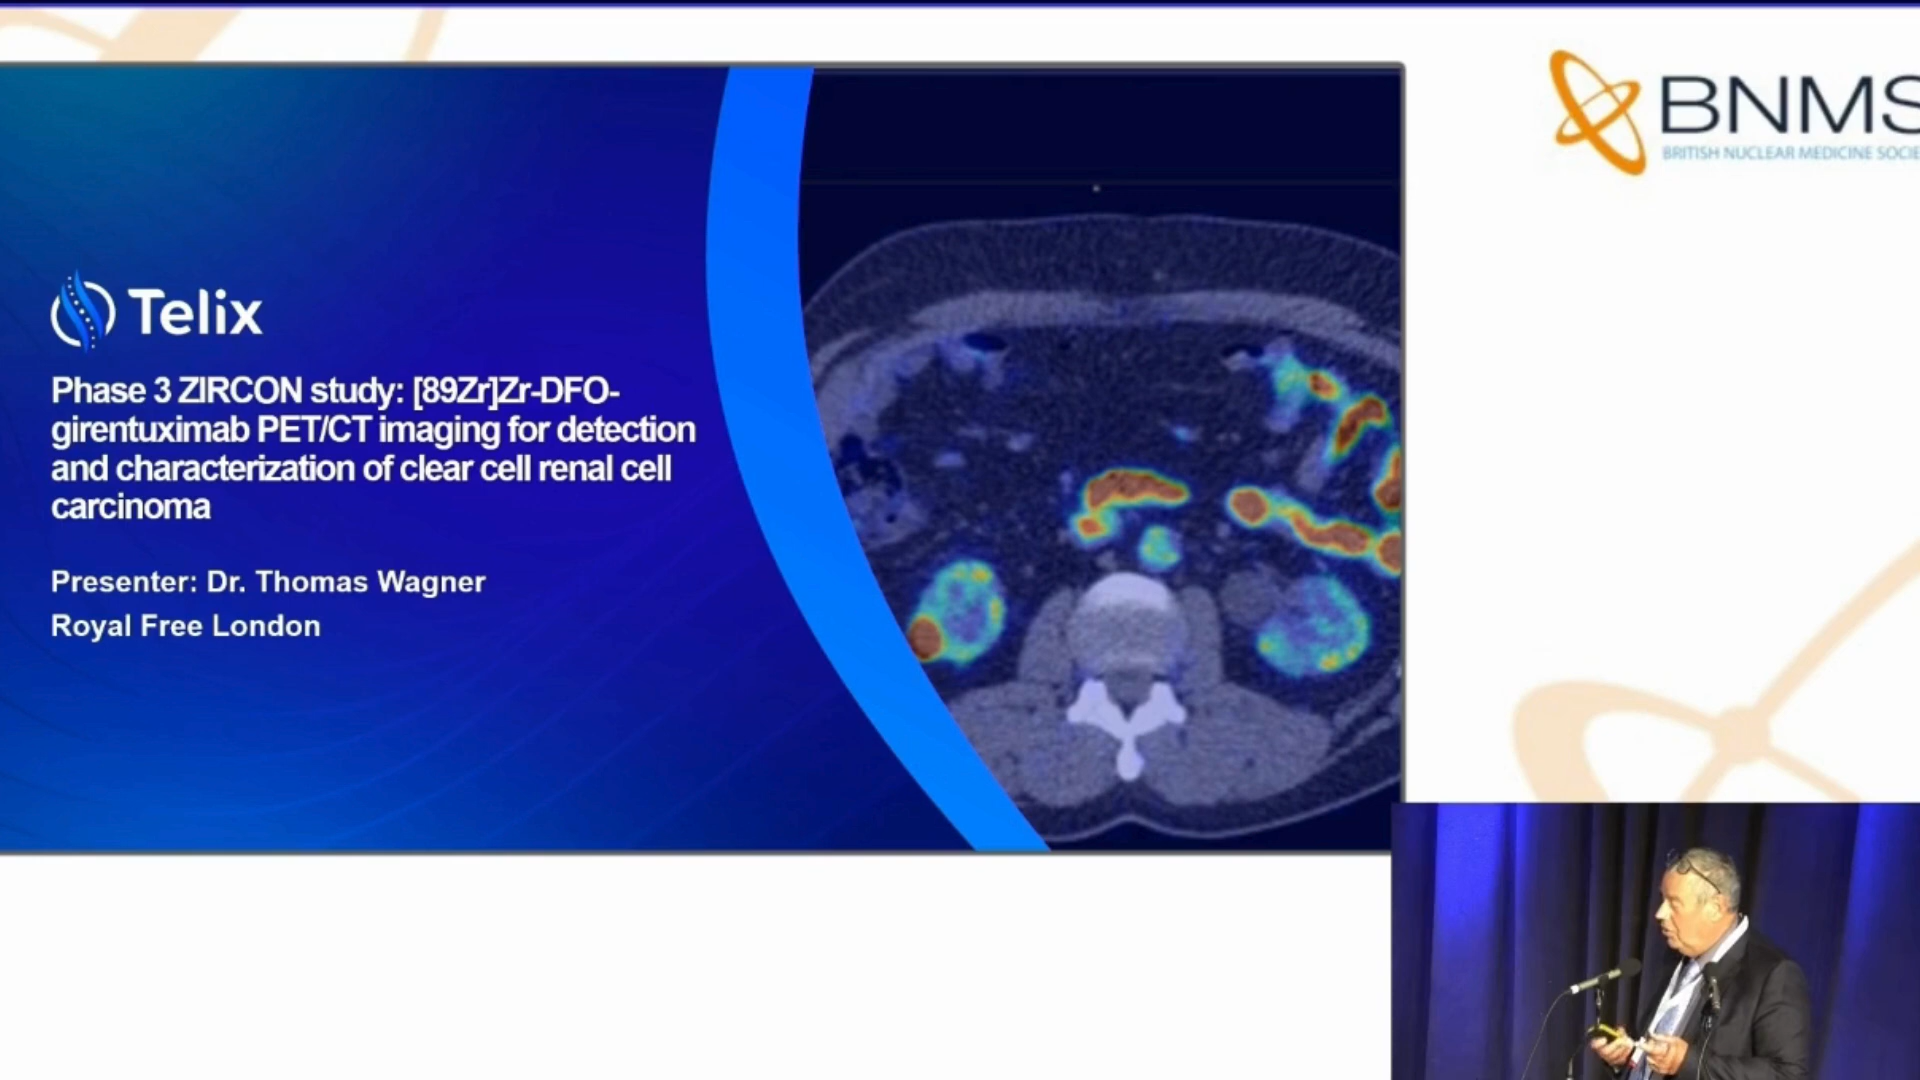 BNMS
BRITISH NUCLEAR MEDICINE SOCIE
Telix
Phase 3 ZIRCON study: [89Zr]Zr-DFO-
girentuximab PET/CT imaging for detection
and characterization of clear cell renal cell
carcinoma
Presenter: Dr. Thomas Wagner
Royal Free London